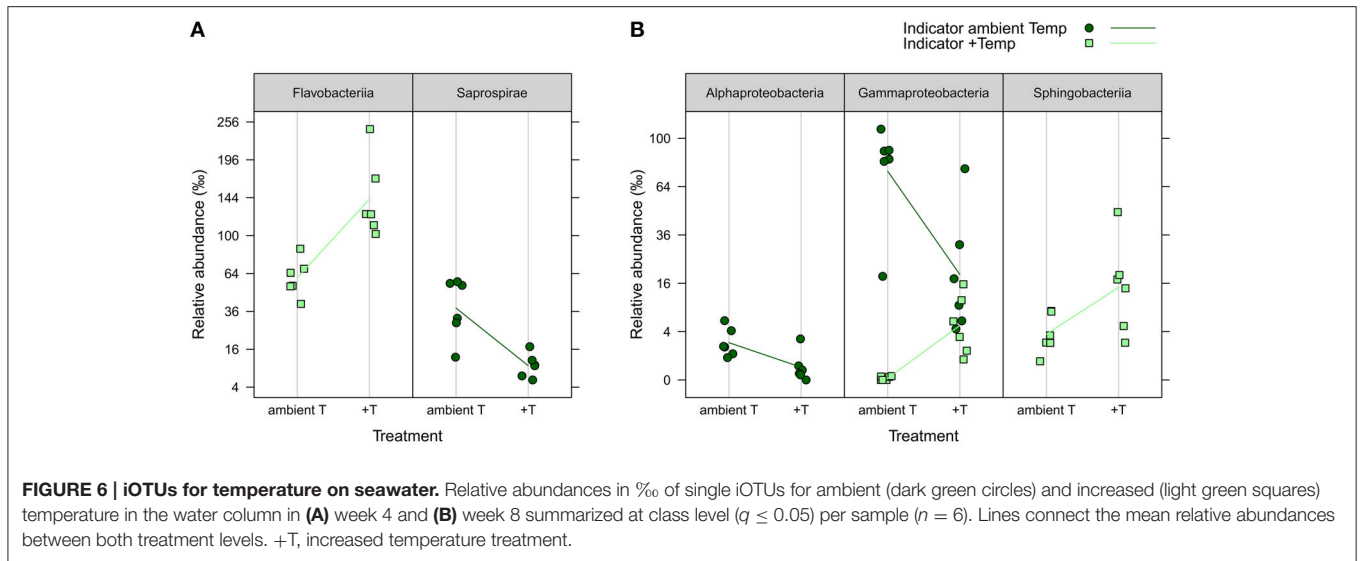 A
B
Indicator ambient Temp
Indicator +Temp
Flavobacteriia
Saprospirae
Alphaproteobacteria
Gammaproteobacteria
Sphingobacteriia
Relative abundance (‰)
256
196
144
100
64
36
16
4
Relative abundance (‰)
100
64
36
16
4
0
ambient T
+T
ambient T
+T
ambient T
+T
ambient T
+T
ambient T
+T
Treatment
Treatment
FIGURE 6 | iOTUs for temperature on seawater. Relative abundances in ‰ of single iOTUs for ambient (dark green circles) and increased (light green squares)
temperature in the water column in (A) week 4 and (B) week 8 summarized at class level (q ≤ 0.05) per sample (n = 6). Lines connect the mean relative abundances
between both treatment levels. +T, increased temperature treatment.